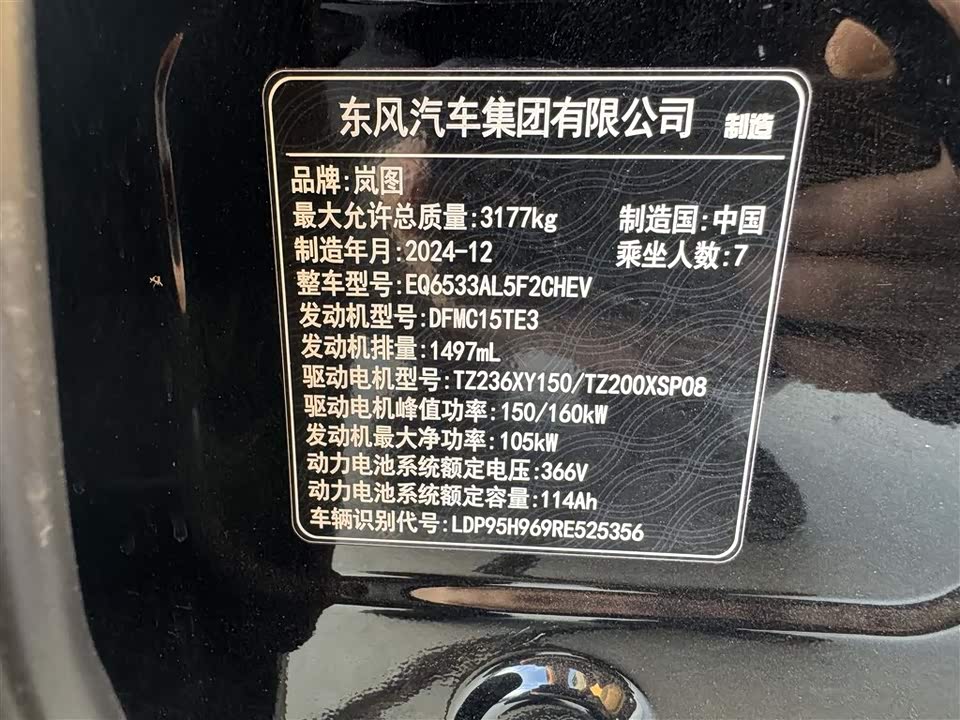 东风汽车集团有限公司 制造
品牌:岚图
最大允许总质量:3177kg 制造国:中国
制造年月:2024-12 乘坐人数:7
整车型号:EQ6533AL5F2CHEV
发动机型号:DFMC15TE3
发动机排量:1497mL
驱动电机型号:TZ236XY150/TZ200XSP08
驱动电机峰值功率:150/160kW
发动机最大净功率:105kW
动力电池系统额定电压:366V
动力电池系统额定容量:114Ah
车辆识别代号:LDP95H969RE525356